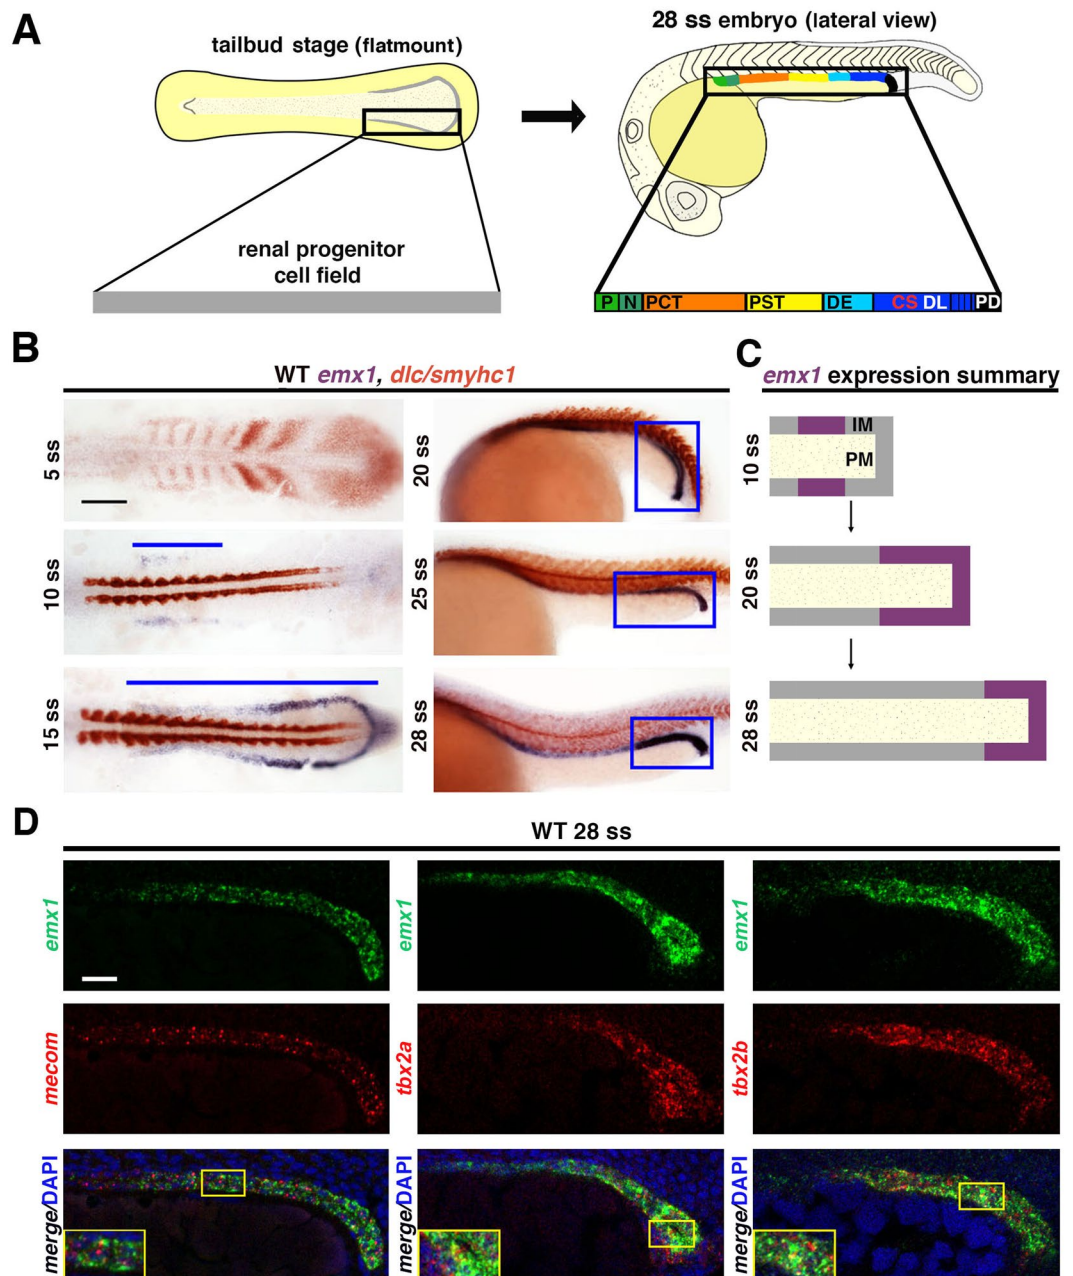 A
tailbud stage (flatmount)
28 ss embryo (lateral view)
renal progenitor
cell field
P N PCT PST DE CS DL PD
B
WT emx1, dlc/smyhc1
5 ss
20 ss
10 ss
25 ss
15 ss
28 ss
C
emx1 expression summary
10 ss
IM
PM
20 ss
28 ss
D
WT 28 ss
emx1
emx1
emx1
mecom
tbx2a
tbx2b
merge/DAPI
merge/DAPI
merge/DAPI